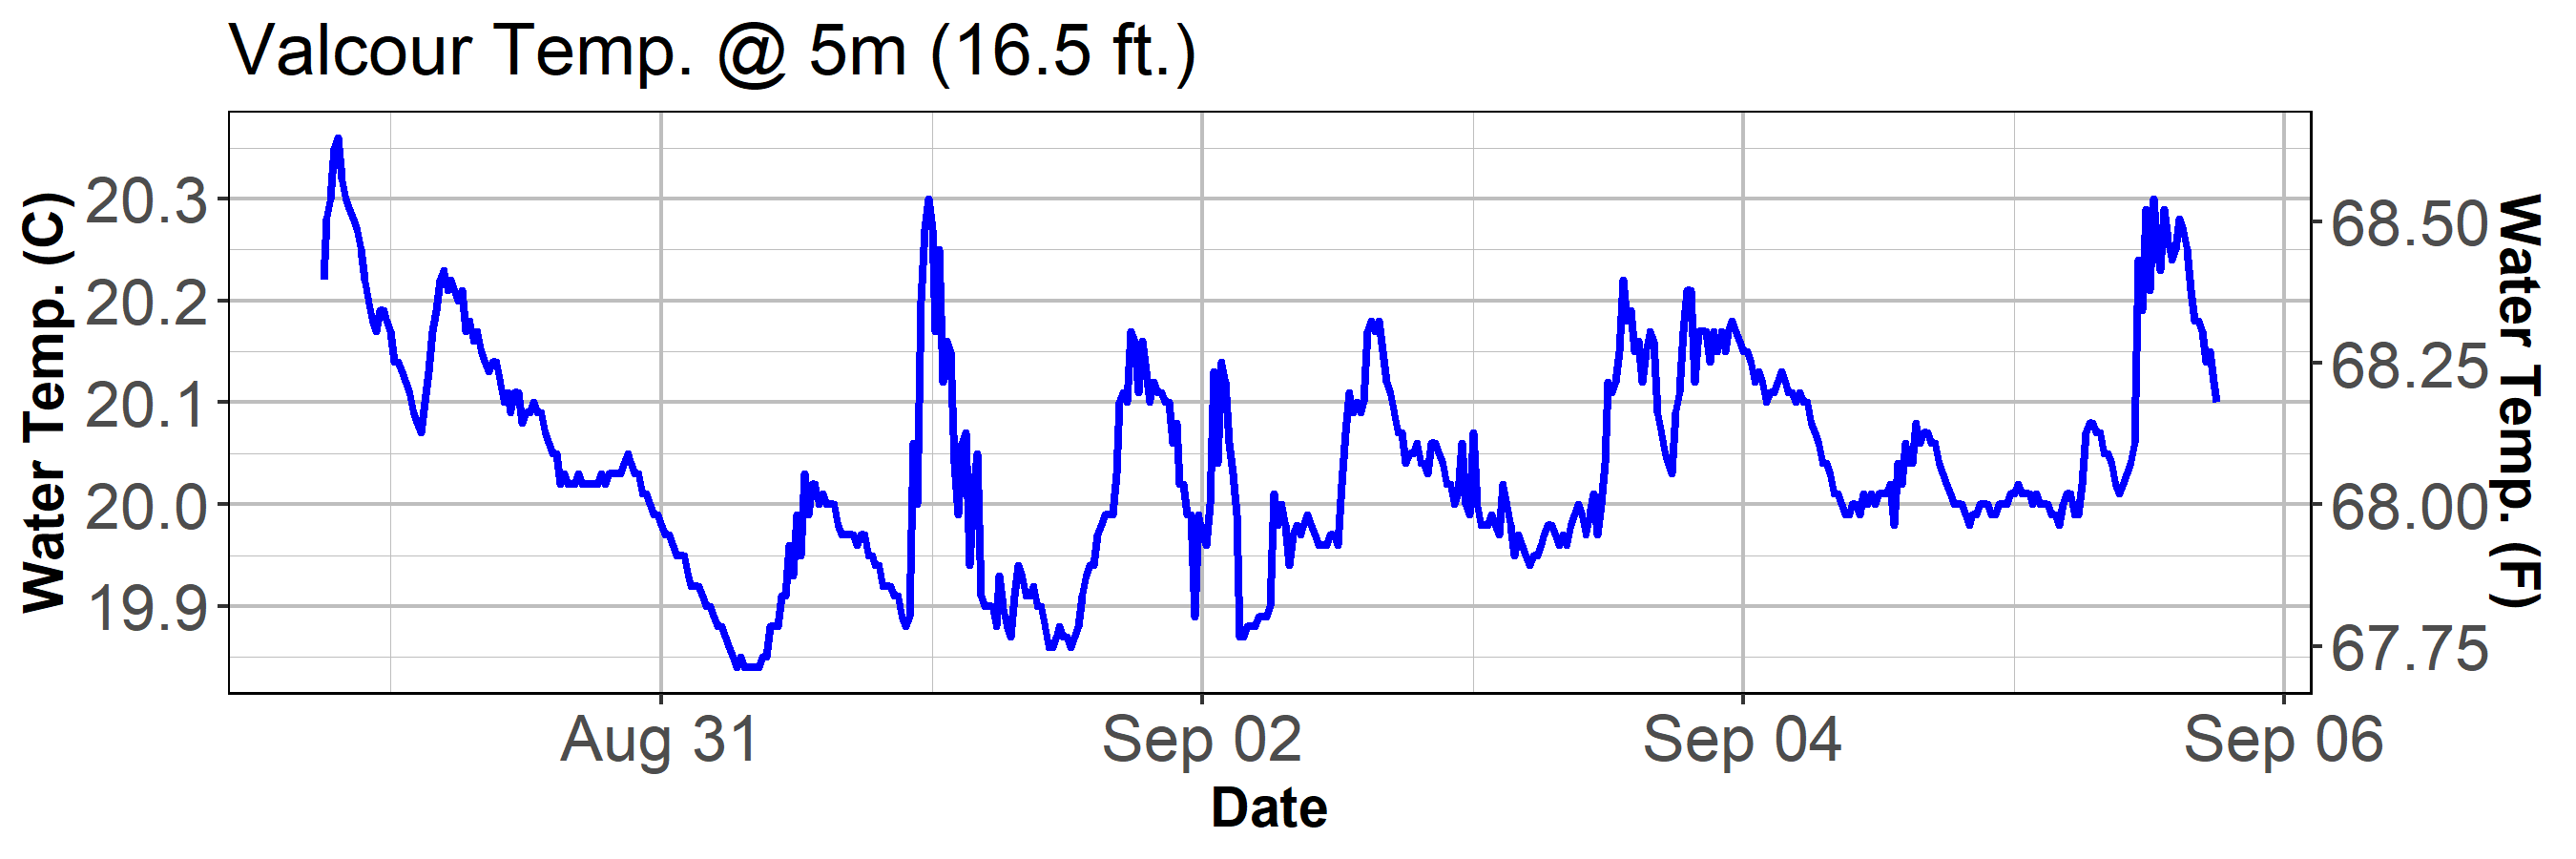 Valcour Temp. @ 5m (16.5 ft.)
Water Temp. (C)
20.3
20.2
20.1
20.0
19.9
68.50
68.25
68.00
67.75
Water Temp. (F)
Aug 31
Sep 02
Sep 04
Sep 06
Date